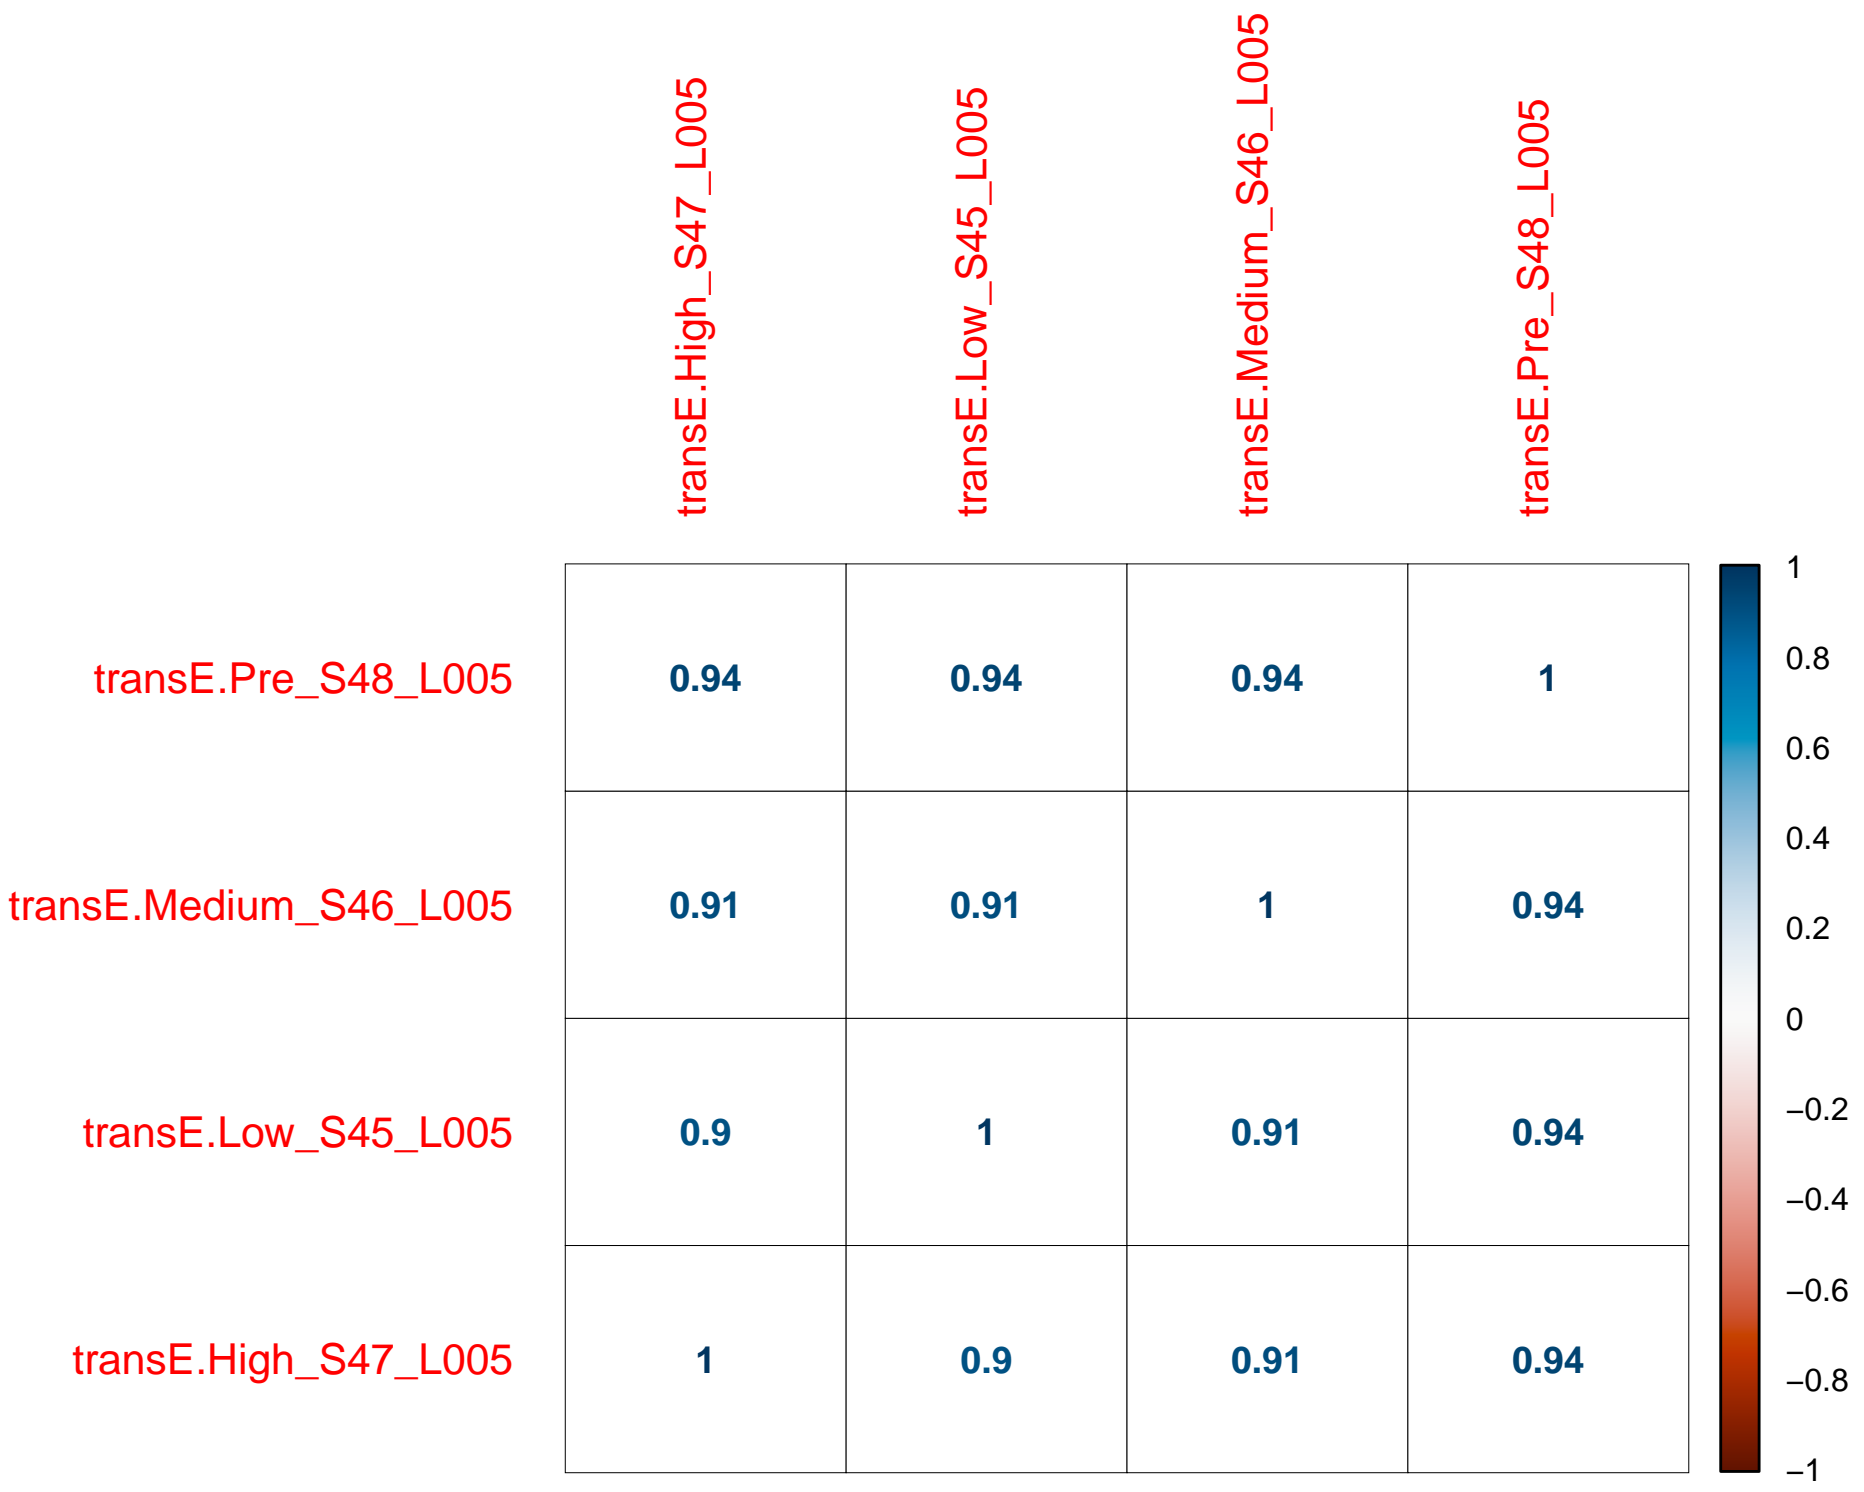 transE.High_S47_L005
transE.Low_S45_L005
transE.Medium_S46_L005
transE.Pre_S48_L005
transE.Pre_S48_L005 0.94 0.94 0.94 1
transE.Medium_S46_L005 0.91 0.91 1 0.94
transE.Low_S45_L005 0.9 1 0.91 0.94
transE.High_S47_L005 1 0.9 0.91 0.94
1
0.8
0.6
0.4
0.2
0
−0.2
−0.4
−0.6
−0.8
−1